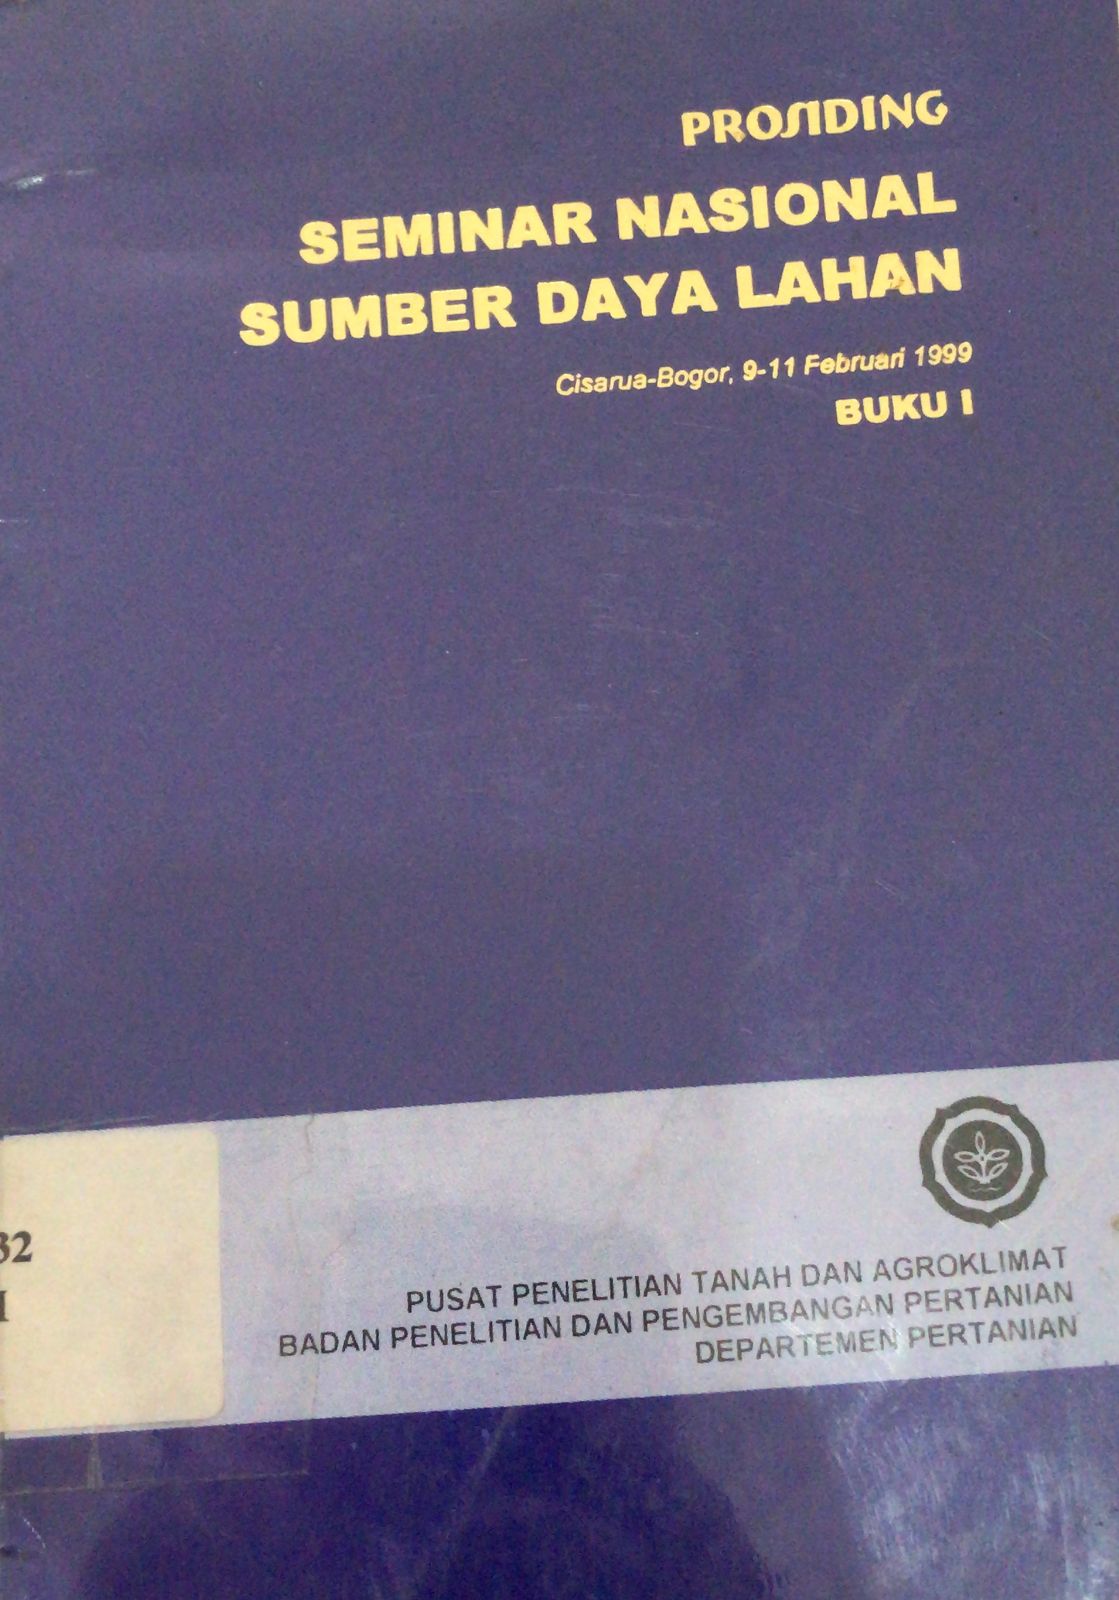 PROSIDING
SEMINAR NASIONAL
SUMBER DAYA LAHAN
Cisarua-Bogor, 9-11 Februari 1999
BUKU I
32
I
PUSAT PENELITIAN TANAH DAN AGROKLIMAT
BADAN PENELITIAN DAN PENGEMBANGAN PERTANIAN
DEPARTEMEN PERTANIAN